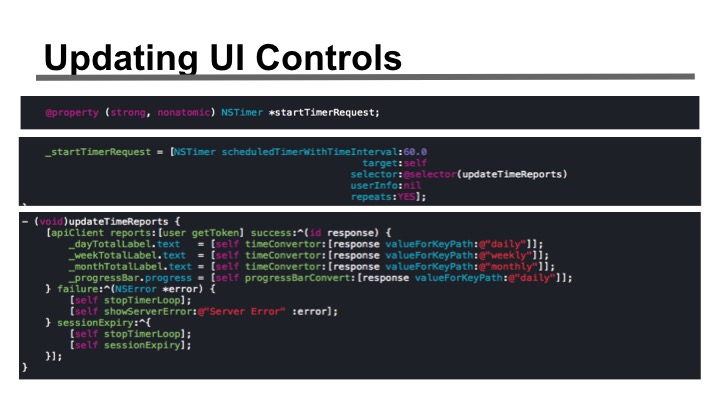 Updating UI Controls
@property (strong, nonatomic) NSTimer *startTimerRequest;
_startTimerRequest = [NSTimer scheduledTimerWithTimeInterval:60.0
target:self
selector:@selector(updateTimeReports)
userInfo:nil
repeats:YES];
- (void)updateTimeReports {
[apiClient reports:[user getToken] success:^(id response) {
_dayTotalLabel.text = [self timeConvertor:[response valueForKeyPath:@"daily"]];
_weekTotalLabel.text = [self timeConvertor:[response valueForKeyPath:@"weekly"]];
_monthTotalLabel.text = [self timeConvertor:[response valueForKeyPath:@"monthly"]];
_progressBar.progress = [self progressBarConvert:[response valueForKeyPath:@"daily"]];
} failure:^(NSError *error) {
[self stopTimerLoop];
[self showServerError:@"Server Error" :error];
} sessionExpiry:^{
[self stopTimerLoop];
[self sessionExpiry];
}];
}